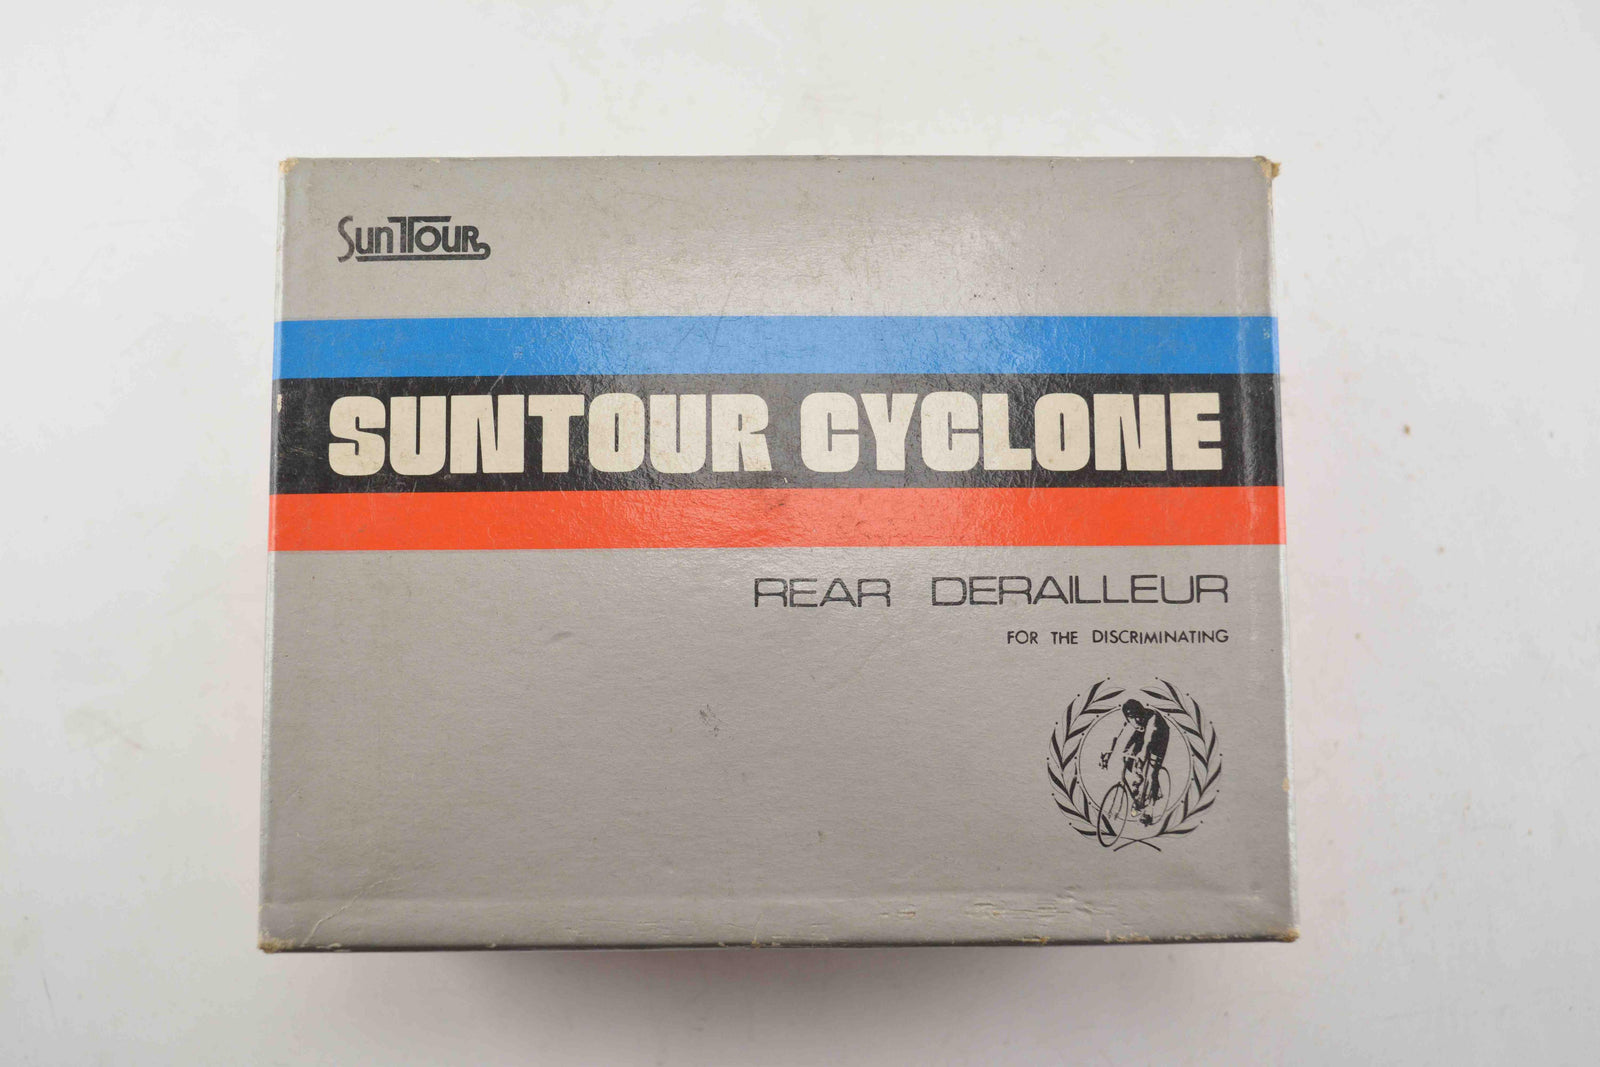 SunTour
SUNTOUR CYCLONE
REAR DERAILLEUR
FOR THE DISCRIMINATING